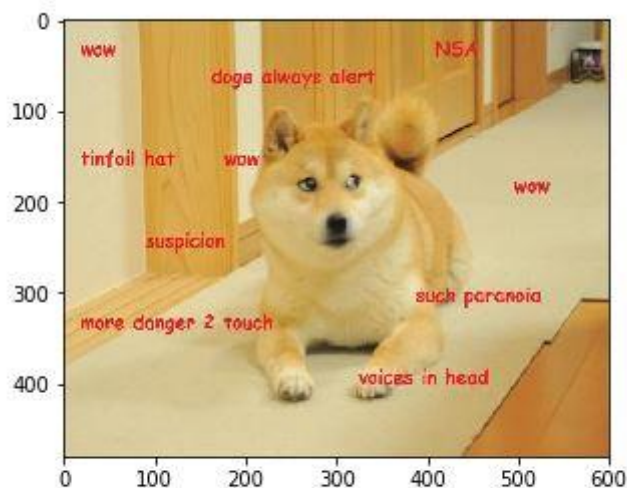 0
wow
NSA
doge always alert
100
tinfoil hat
wow
wow
200
suspicion
such paranoia
300
more danger 2 touch
voices in head
400
0 100 200 300 400 500 600